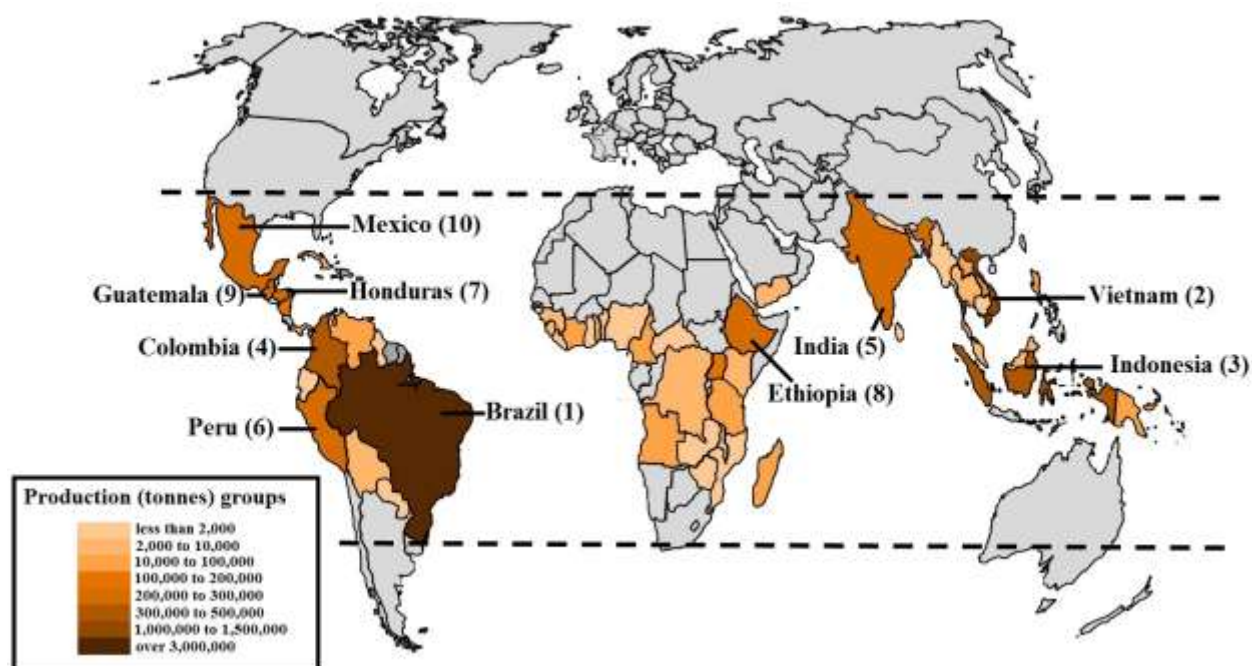 Mexico (10)
Guatemala (9)
Honduras (7)
Colombia (4)
Peru (6)
Brazil (1)
India (5)
Ethiopia (8)
Vietnam (2)
Indonesia (3)
Production (tonnes) groups
less than 2,000
2,000 to 10,000
10,000 to 100,000
100,000 to 200,000
200,000 to 300,000
300,000 to 500,000
1,000,000 to 1,500,000
over 3,000,000